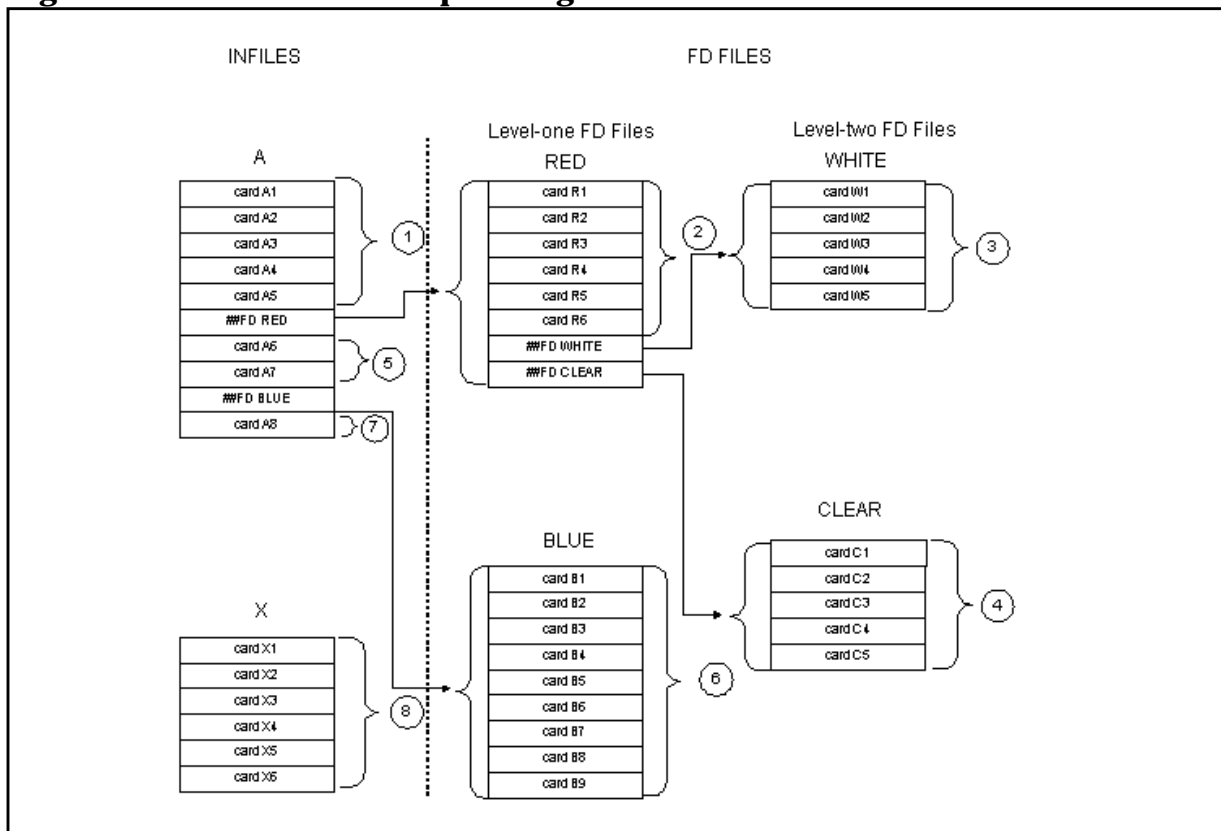 INFILES
FD FILES
A
card A1
card A2
card A3
card A4
card A5
##FD RED
card A6
card A7
##FD BLUE
card A8
1
5
7
X
card X1
card X2
card X3
card X4
card X5
card X6
8
Level-one FD Files
RED
card R1
card R2
card R3
card R4
card R5
card R6
##FD WHITE
##FD CLEAR
2
BLUE
card B1
card B2
card B3
card B4
card B5
card B6
card B7
card B8
card B9
6
Level-two FD Files
WHITE
card W1
card W2
card W3
card W4
card W5
3
CLEAR
card C1
card C2
card C3
card C4
card C5
4